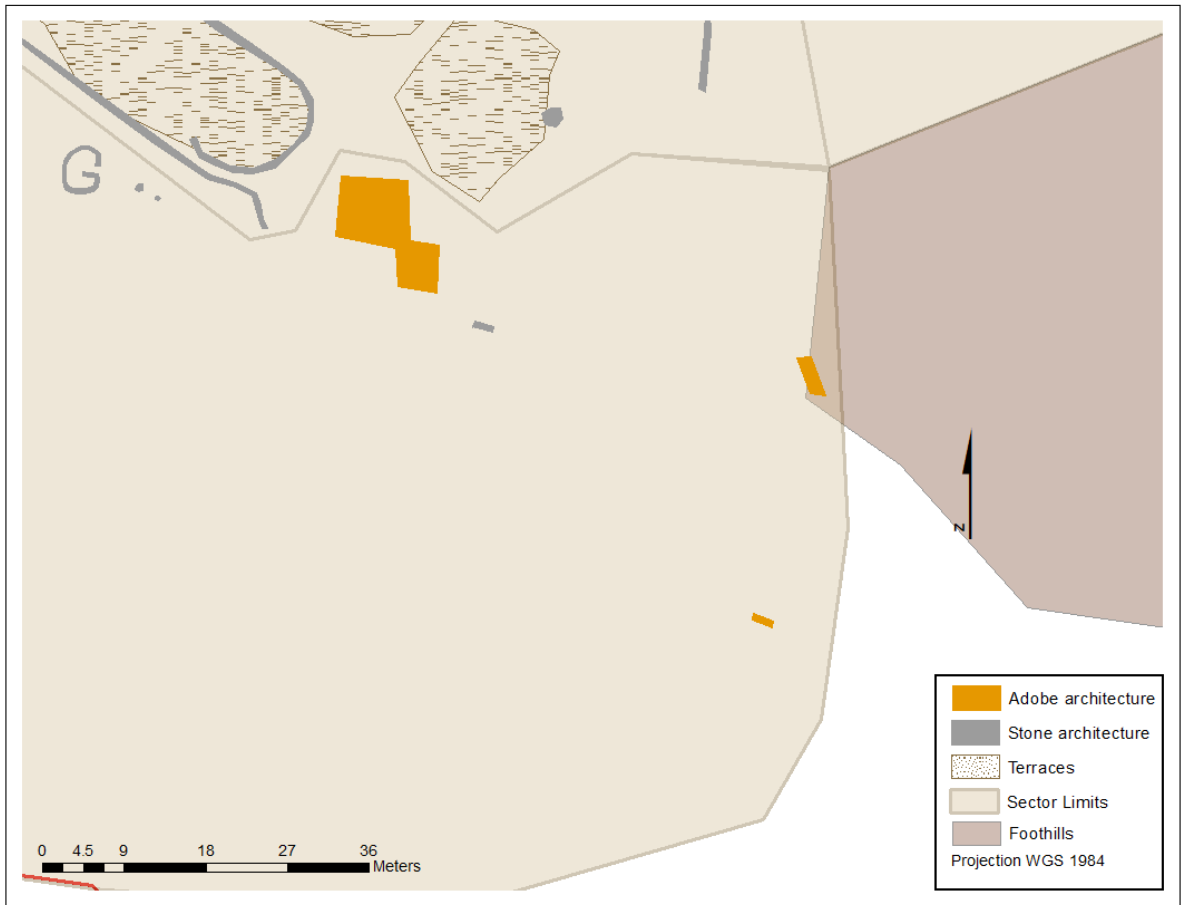 G
N
Adobe architecture
Stone architecture
Terraces
Sector Limits
Foothills
Projection WGS 1984
0 4.5 9 18 27 36
Meters